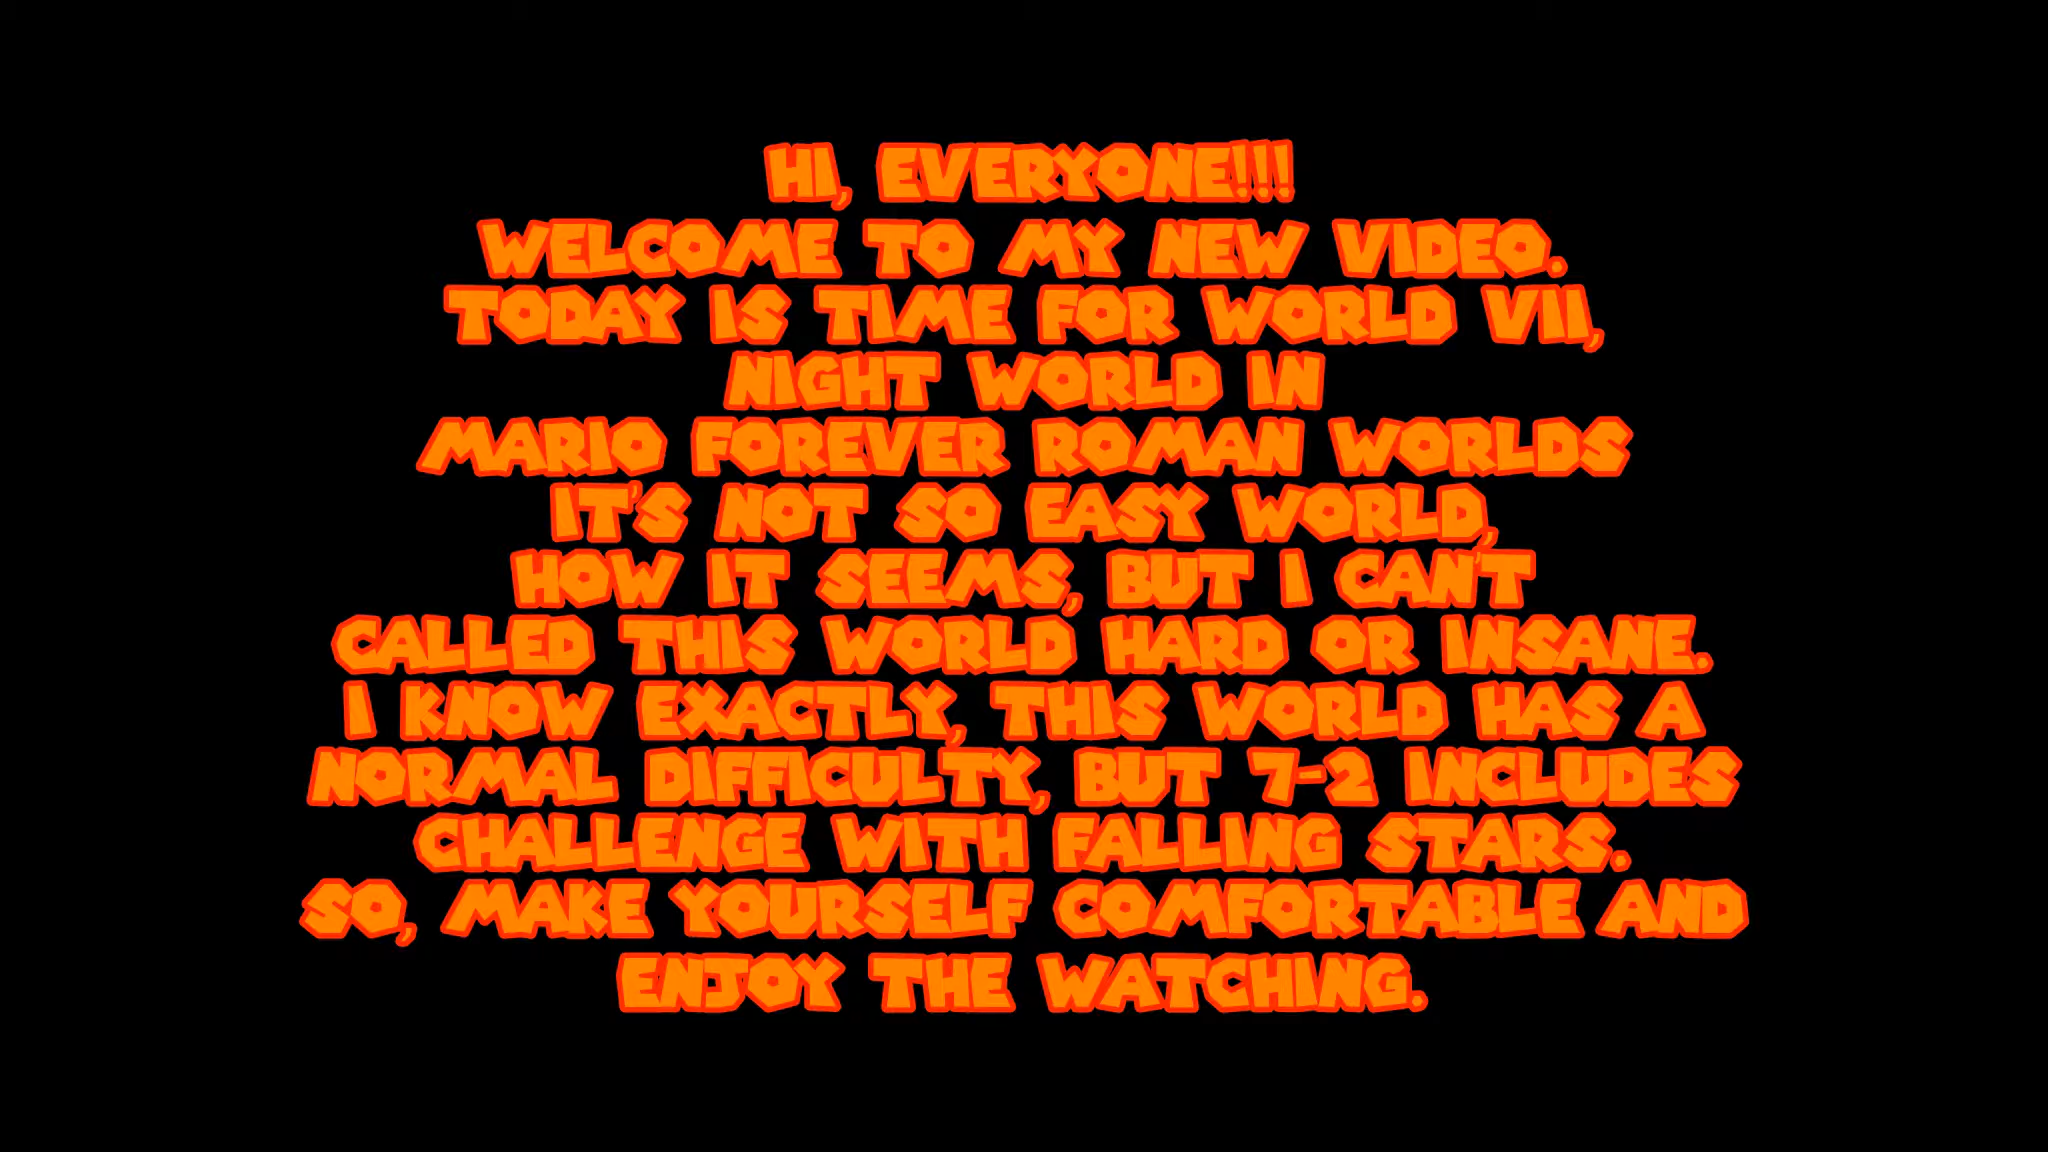 HI, EVERYONE!!!
WELCOME TO MY NEW VIDEO.
TODAY IS TIME FOR WORLD VII,
NIGHT WORLD IN
MARIO FOREVER ROMAN WORLDS
IT'S NOT SO EASY WORLD,
HOW IT SEEMS, BUT I CAN'T
CALLED THIS WORLD HARD OR INSANE.
I KNOW EXACTLY, THIS WORLD HAS A
NORMAL DIFFICULTY, BUT 7-2 INCLUDES
CHALLENGE WITH FALLING STARS.
SO, MAKE YOURSELF COMFORTABLE AND
ENJOY THE WATCHING.